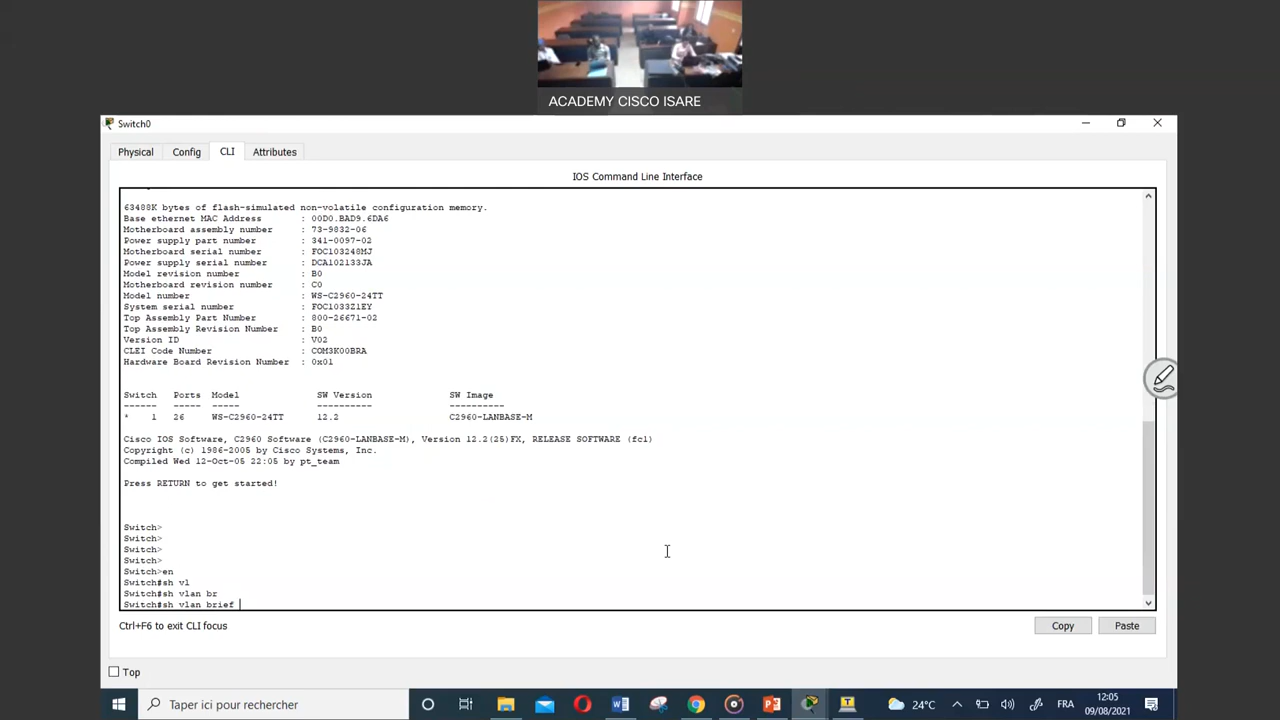 ACADEMY CISCO ISARE
Switch0
Physical Config CLI Attributes
IOS Command Line Interface
63488K bytes of flash-simulated non-volatile configuration memory.
Base ethernet MAC Address : 00D0.BAD9.6DA6
Motherboard assembly number : 73-9832-06
Power supply part number : 341-0097-02
Motherboard serial number : FOC103248MJ
Power supply serial number : DCA102133JA
Model revision number : B0
Motherboard revision number : C0
Model number : WS-C2960-24TT
System serial number : FOC1033Z1EY
Top Assembly Part Number : 800-26671-02
Top Assembly Revision Number : B0
Version ID : V02
CLEI Code Number : COM3K00BRA
Hardware Board Revision Number : 0x01
Switch Ports Model SW Version SW Image
------ ----- ----- ---------- ----------
* 1 26 WS-C2960-24TT 12.2 C2960-LANBASE-M
Cisco IOS Software, C2960 Software (C2960-LANBASE-M), Version 12.2(25)FX, RELEASE SOFTWARE (fc1)
Copyright (c) 1986-2005 by Cisco Systems, Inc.
Compiled Wed 12-Oct-05 22:05 by pt_team
Press RETURN to get started!
Switch>
Switch>
Switch>
Switch>
Switch>en
Switch#sh vl
Switch#sh vlan br
Switch#sh vlan brief
Ctrl+F6 to exit CLI focus
Copy Paste
Top
Taper ici pour rechercher
24°C
FRA
12:05
09/08/2021